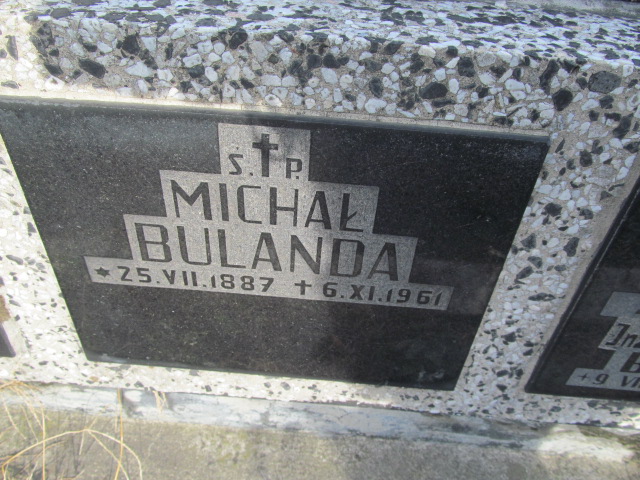 Ś. ✝ P.
MICHAŁ
BULANDA
* 25.VII.1887 + 6.XI.1961